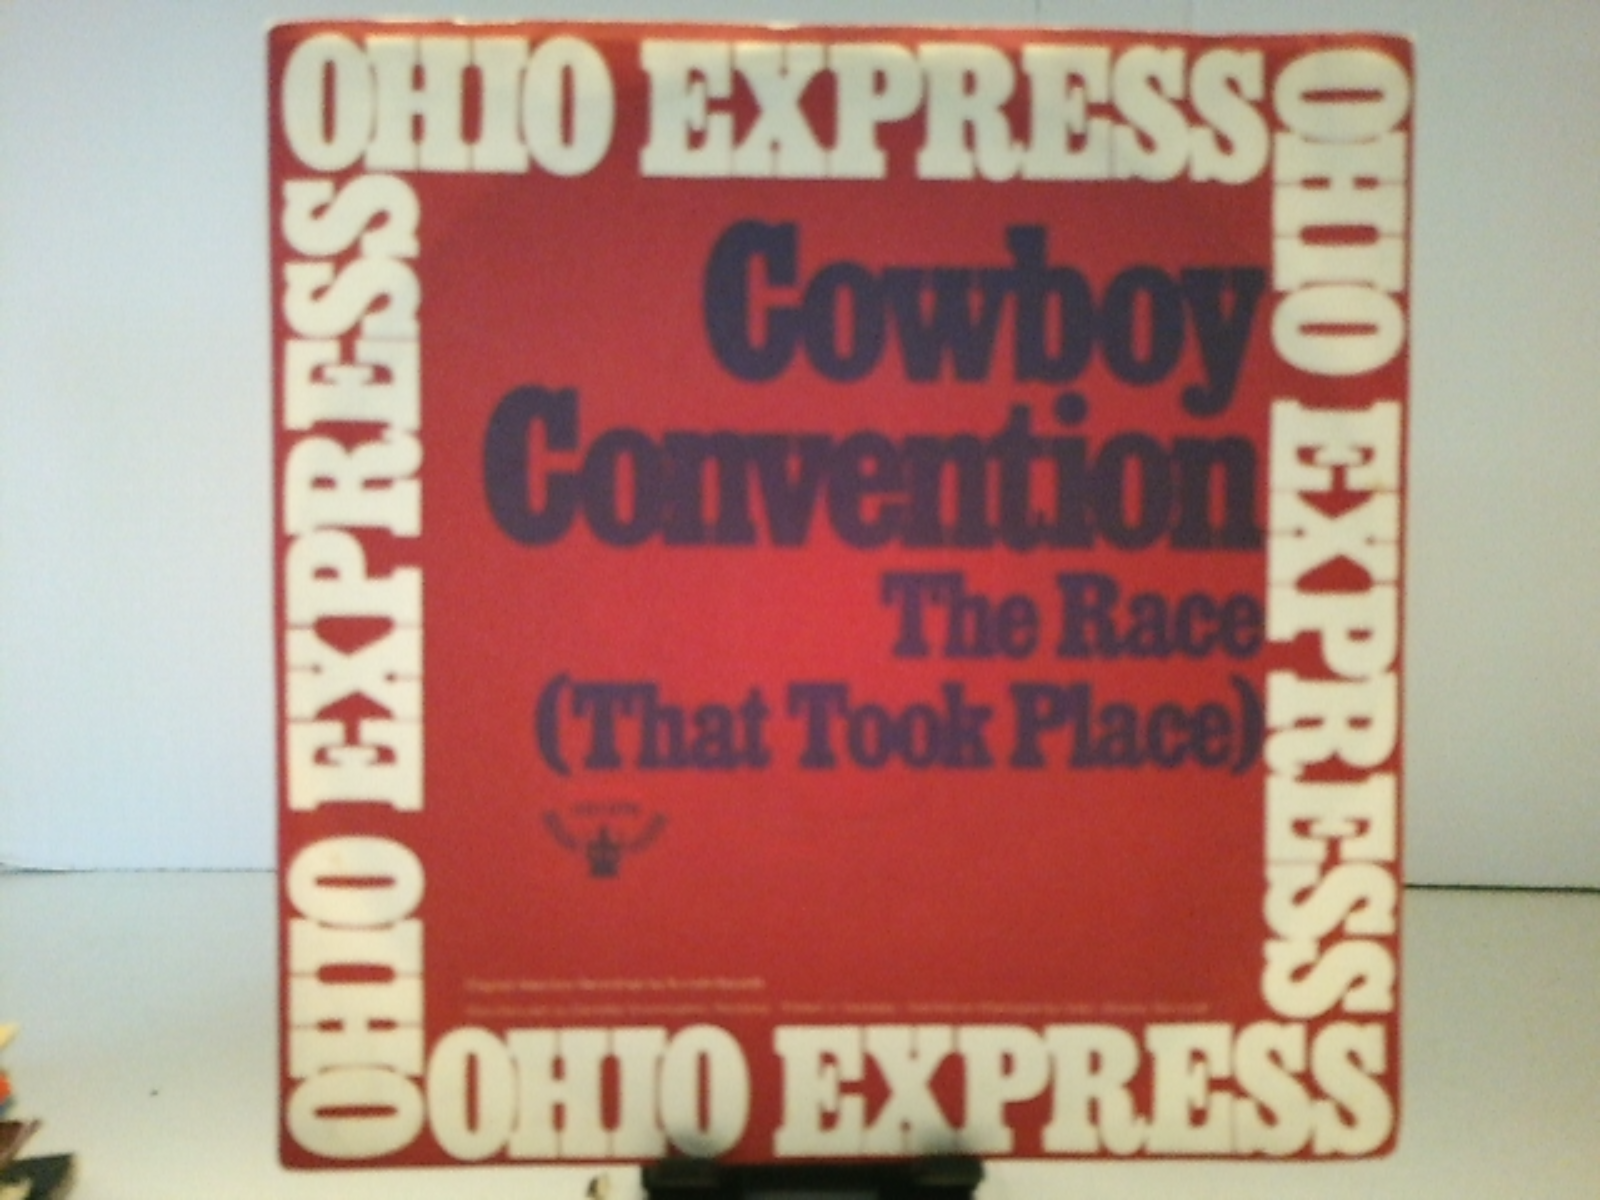 OHIO EXPRESS
OHIO EXPRESS
OHIO EXPRESS
Cowboy
Convention
The Race
(That Took Place)
OHIO EXPRESS